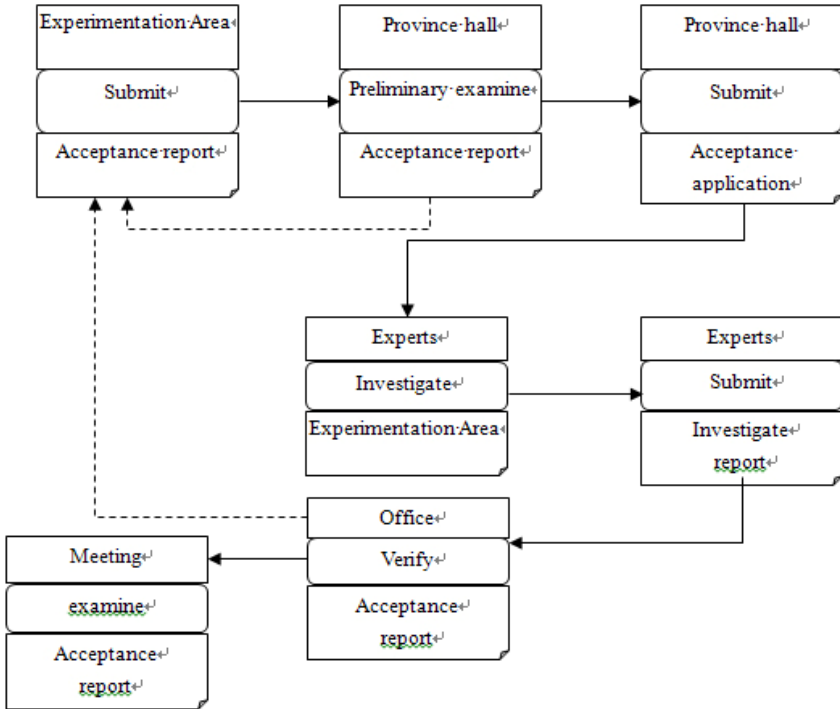 Experimentation Area
Submit
Acceptance report
Province hall
Preliminary examine
Acceptance report
Province hall
Submit
Acceptance
application
Experts
Investigate
Experimentation Area
Experts
Submit
Investigate
report
Office
Verify
Acceptance
report
Meeting
examine
Acceptance
report